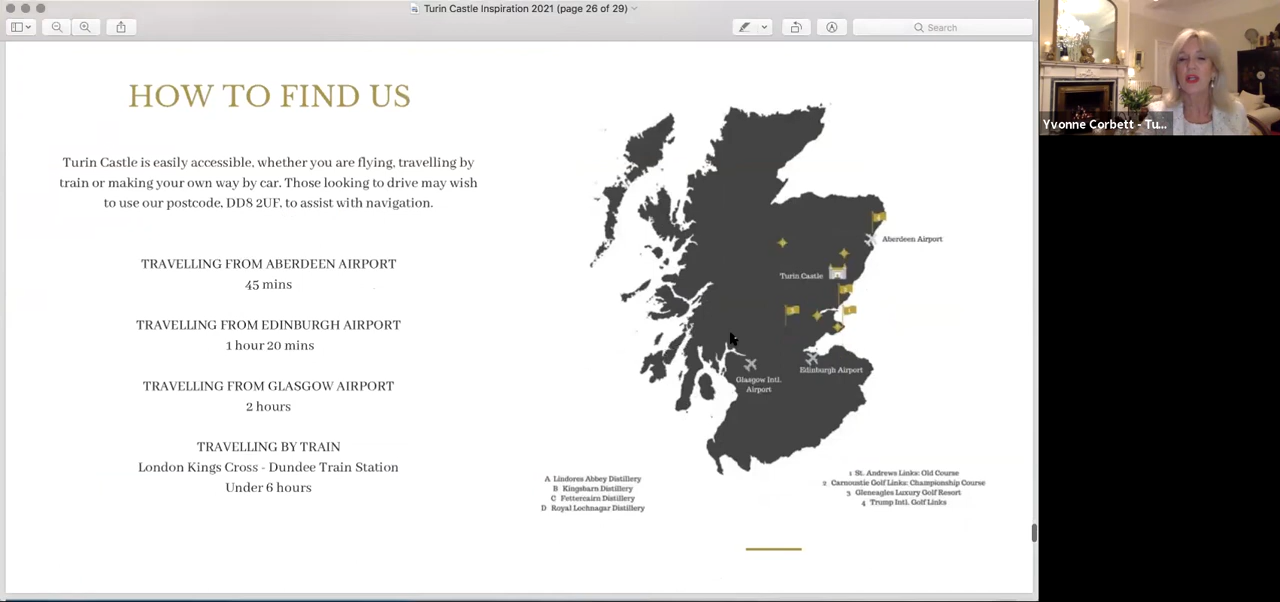 Turin Castle Inspiration 2021 (page 26 of 29)
Search
HOW TO FIND US
Turin Castle is easily accessible, whether you are flying, travelling by
train or making your own way by car. Those looking to drive may wish
to use our postcode, DD8 2UF, to assist with navigation.
TRAVELLING FROM ABERDEEN AIRPORT
45 mins
TRAVELLING FROM EDINBURGH AIRPORT
1 hour 20 mins
TRAVELLING FROM GLASGOW AIRPORT
2 hours
TRAVELLING BY TRAIN
London Kings Cross - Dundee Train Station
Under 6 hours
4
Aberdeen Airport
Turin Castle
2
3
1
Glasgow Intl.
Airport
Edinburgh Airport
A Lindores Abbey Distillery
B Kingsbarn Distillery
C Fettercairn Distillery
D Royal Lochnagar Distillery
1 St. Andrews Links: Old Course
2 Carnoustie Golf Links: Championship Course
3 Gleneagles Luxury Golf Resort
4 Trump Intl. Golf Links
Yvonne Corbett - Tu...